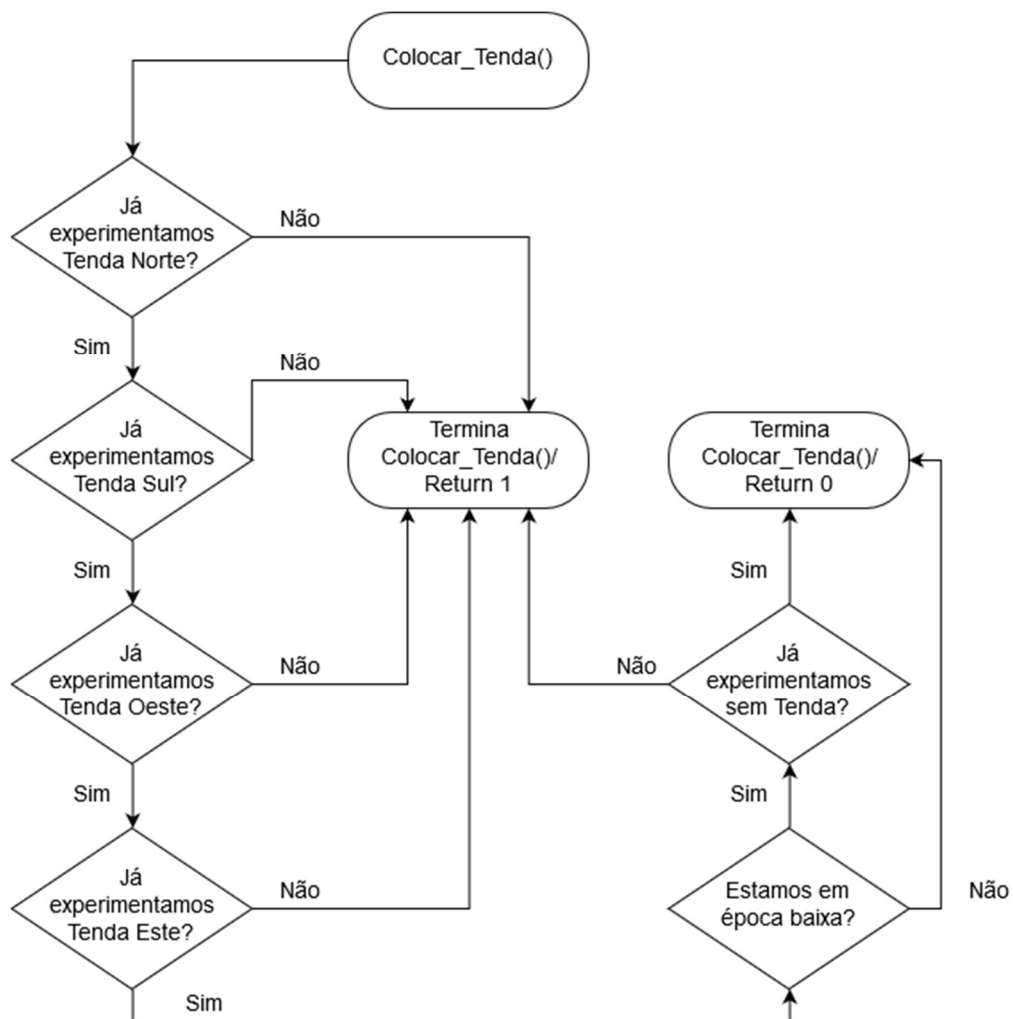 Colocar_Tenda()
Já
experimentamos
Tenda Norte?
Não
Sim
Já
experimentamos
Tenda Sul?
Não
Sim
Termina
Colocar_Tenda()/
Return 1
Termina
Colocar_Tenda()/
Return 0
Já
experimentamos
Tenda Oeste?
Não
Sim
Já
experimentamos
sem Tenda?
Não
Sim
Já
experimentamos
Tenda Este?
Não
Sim
Estamos em
época baixa?
Sim
Não